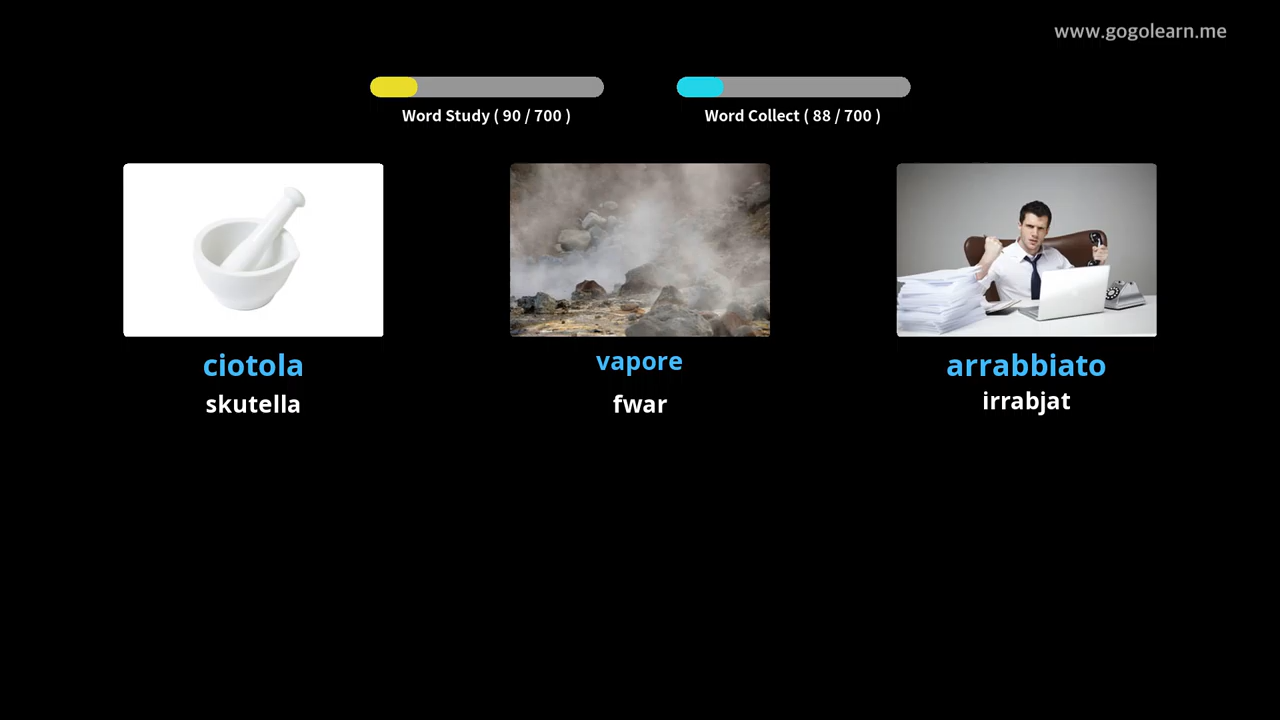 www.gogolearn.me
Word Study ( 90 / 700 )
Word Collect ( 88 / 700 )
ciotola
skutella
vapore
fwar
arrabbiato
irrabjat